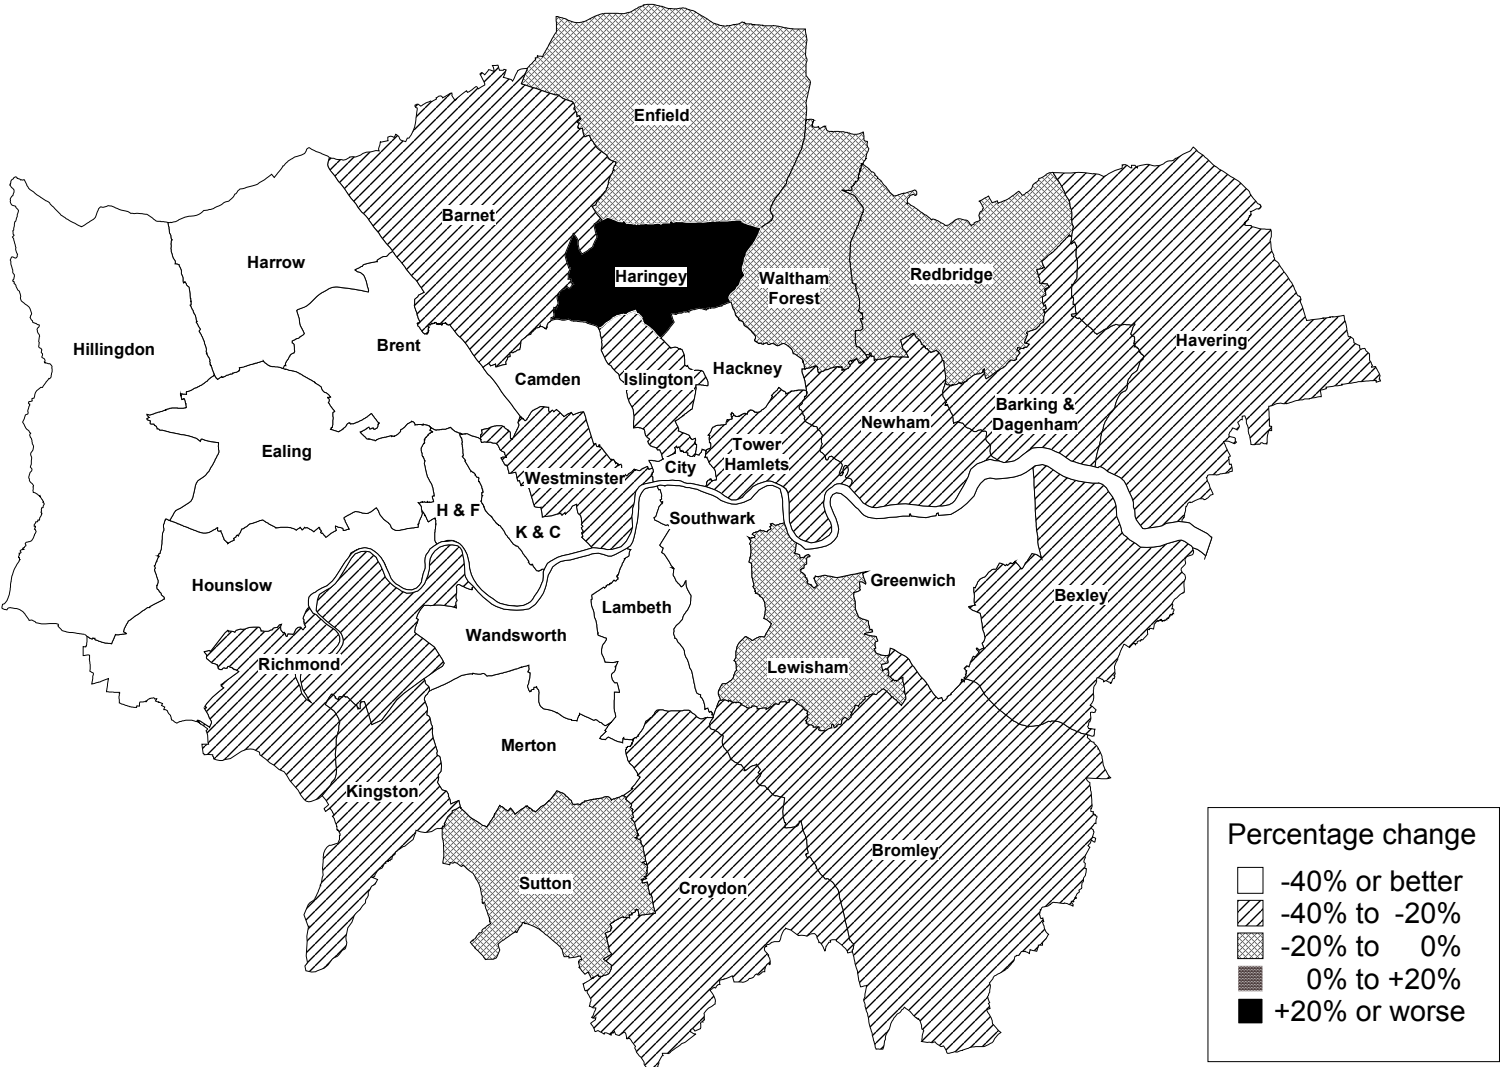 Enfield
Barnet
Harrow
Haringey
Waltham
Forest
Redbridge
Havering
Hillingdon
Brent
Camden
Islington
Hackney
Newham
Barking &
Dagenham
Ealing
Tower
Hamlets
City
Westminster
H & F
K & C
Southwark
Greenwich
Hounslow
Bexley
Lambeth
Wandsworth
Richmond
Lewisham
Merton
Kingston
Bromley
Sutton
Croydon
Percentage change
-40% or better
-40% to -20%
-20% to 0%
0% to +20%
+20% or worse